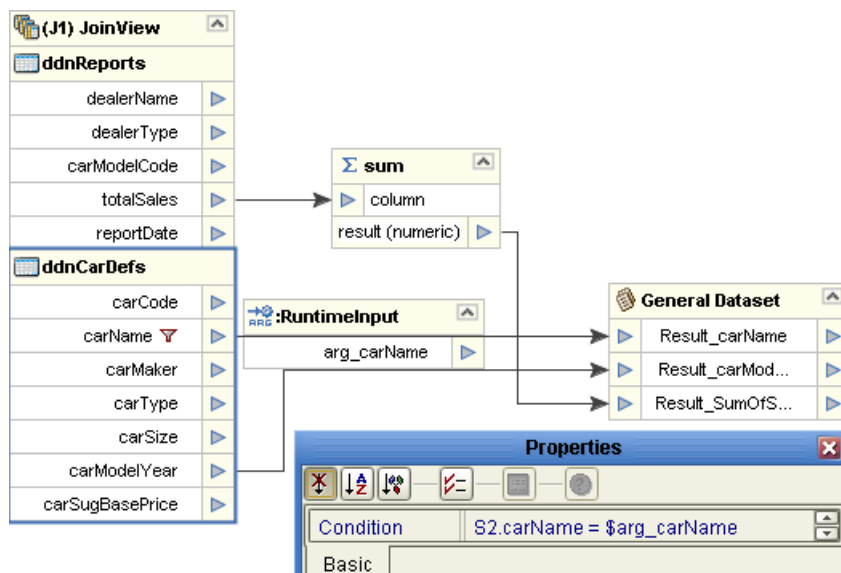 (J1) JoinView
ddnReports
dealerName
dealerType
carModelCode
totalSales
reportDate
ddnCarDefs
carCode
carName
carMaker
carType
carSize
carModelYear
carSugBasePrice
Σ sum
column
result (numeric)
ARG :RuntimeInput
arg_carName
General Dataset
Result_carName
Result_carMod...
Result_SumOfS...
Properties
Condition S2.carName = $arg_carName
Basic